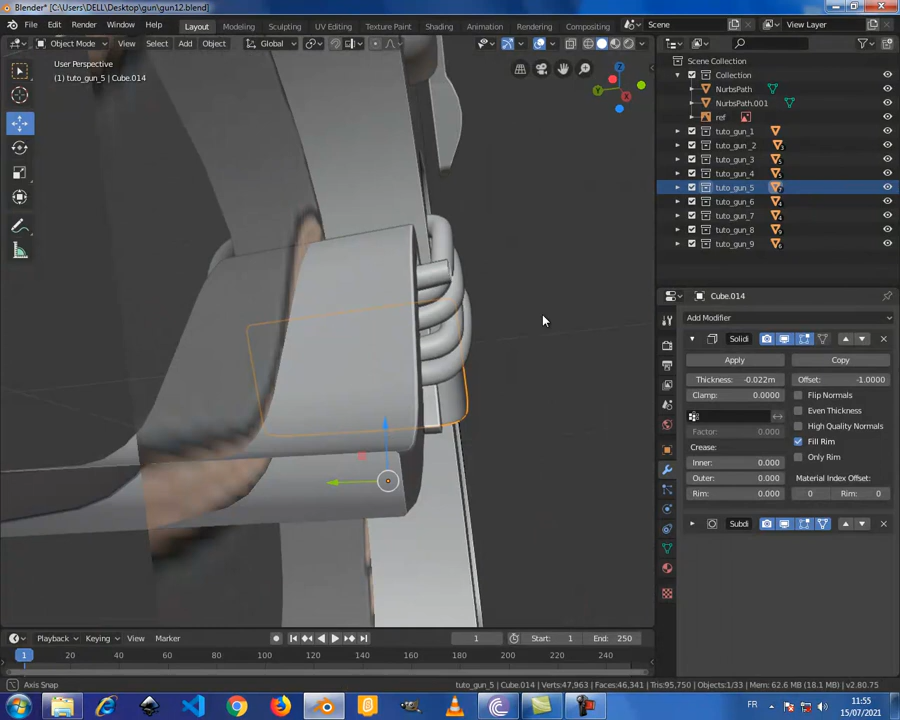 Blender* [C:\Users\DELL\Desktop\gun\gun12.blend]
File Edit Render Window Help Layout Modeling Sculpting UV Editing Texture Paint Shading Animation Rendering Compositing Scene View Layer
Object Mode View Select Add Object Global
User Perspective
(1) tuto_gun_5 | Cube.014
Z
Y
X
Scene Collection
Collection
NurbsPath
NurbsPath.001
ref
tuto_gun_1
tuto_gun_2
tuto_gun_3
tuto_gun_4
tuto_gun_5
tuto_gun_6
tuto_gun_7
tuto_gun_8
tuto_gun_9
Cube.014
Add Modifier
Solidi
Apply Copy
Thickness: -0.022m Offset: -1.0000
Clamp: 0.0000 Flip Normals
Even Thickness
Factor: 0.000 High Quality Normals
Crease: Fill Rim
Inner: 0.000 Only Rim
Outer: 0.000 Material Index Offset:
Rim: 0.000 0 Rim: 0
Subdi
Playback Keying View Marker 1 Start: 1 End: 250
1 20 40 60 80 100 120 140 160 180 200 220 240
Axis Snap tuto_gun_5 | Cube.014 | Verts:47,963 | Faces:46,341 | Tris:95,750 | Objects:1/33 | Mem: 62.6 MB (18.1 MB) | v2.80.75
FR 11:55
15/07/2021